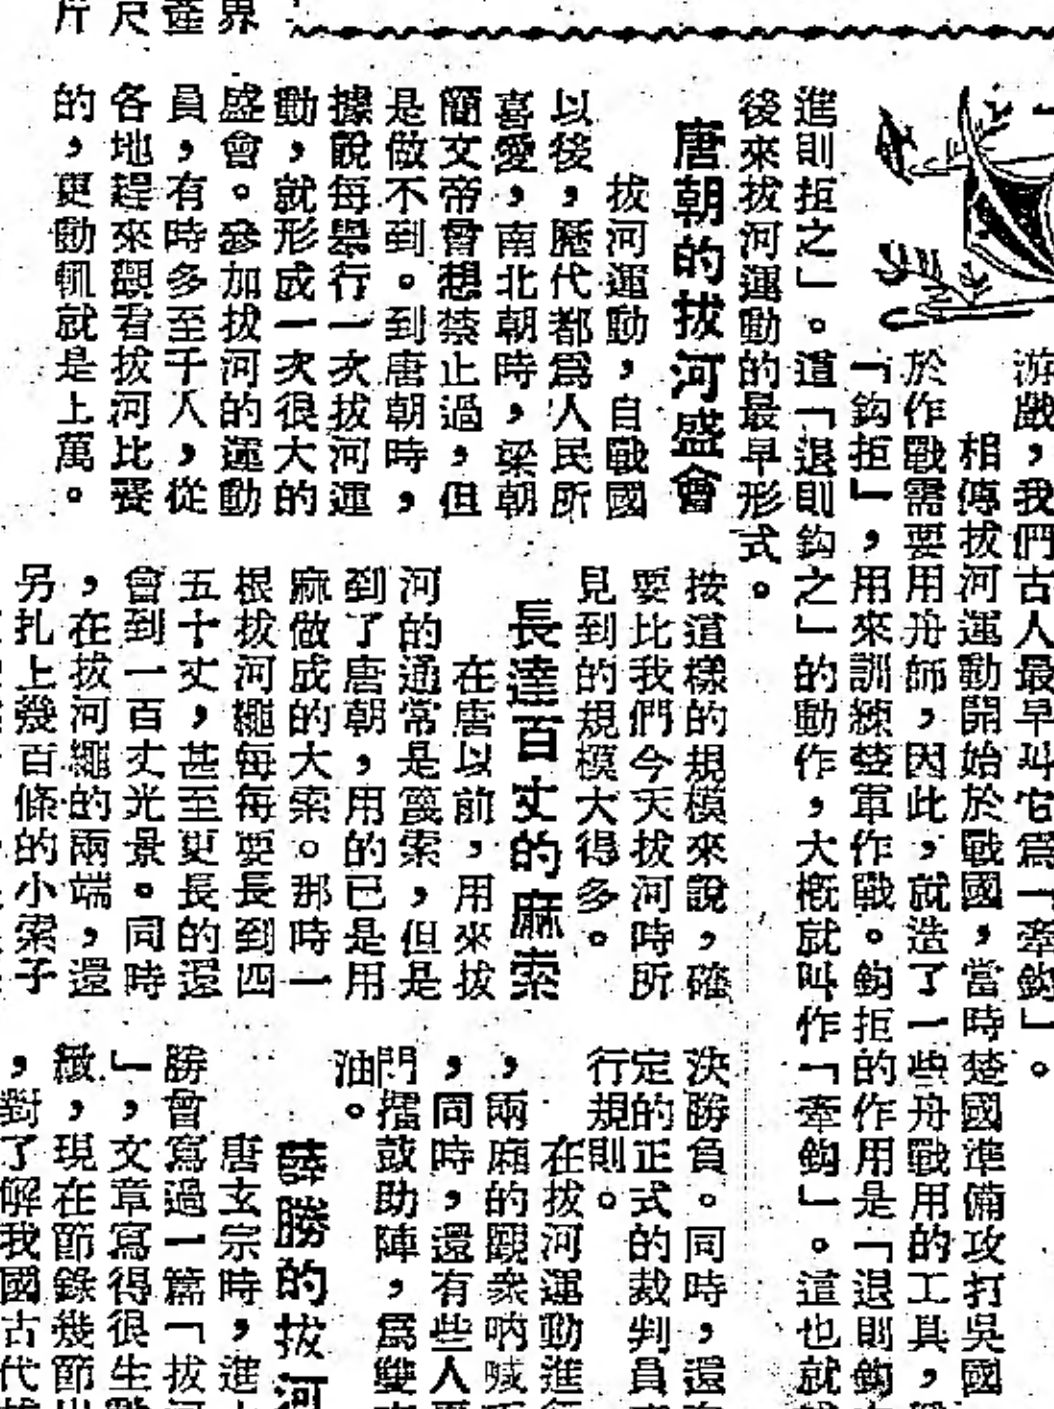 游戲，我們古人最早叫它爲「牽鈎」。
相傳拔河運動開始於戰國，當時楚國準備攻打吳國
於作戰需要用舟師，因此，就造了一些舟戰用的工具，
「鈎拒」，用來訓練楚軍作戰。鈎拒的作用是「退則鈎
進則拒之」。道「退則鈎之」的動作，大概就叫作「牽鈎」。這也就
後來拔河運動的最早形式。
唐朝的拔河盛會
拔河運動，自戰國
以後，歷代都爲人民所
喜愛，南北朝時，梁朝
簡文帝曾想禁止過，但
是做不到。到唐朝時，
據說每舉行一次拔河運
動，就形成一次很大的
盛會。參加拔河的運動
員，有時多至千人，從
各地趕來觀看拔河比賽
的，更動輒就是上萬。
按道樣的規模來說，確
要比我們今天拔河時所
見到的規模大得多。
長達百丈的麻索
在唐以前，用來拔
河的通常是篾索，但是
到了唐朝，用的已是用
麻做成的大索。那時一
根拔河繩每每要長到四
五十丈，甚至更長的還
會到一百丈光景。同時
，在拔河繩的兩端，還
另扎上幾百條的小索子
決勝負。同時，還
定的正式的裁判員
行規則。
在拔河運動進行
，兩廂的觀衆吶喊
，同時，還有些人
門擂鼓助陣，爲雙
油。
薛勝的拔河
唐玄宗時，進
勝曾寫過一篇「拔河
」，文章寫得很生動
緻，現在節錄幾節
，對了解我國古代
界
產
尺
斤